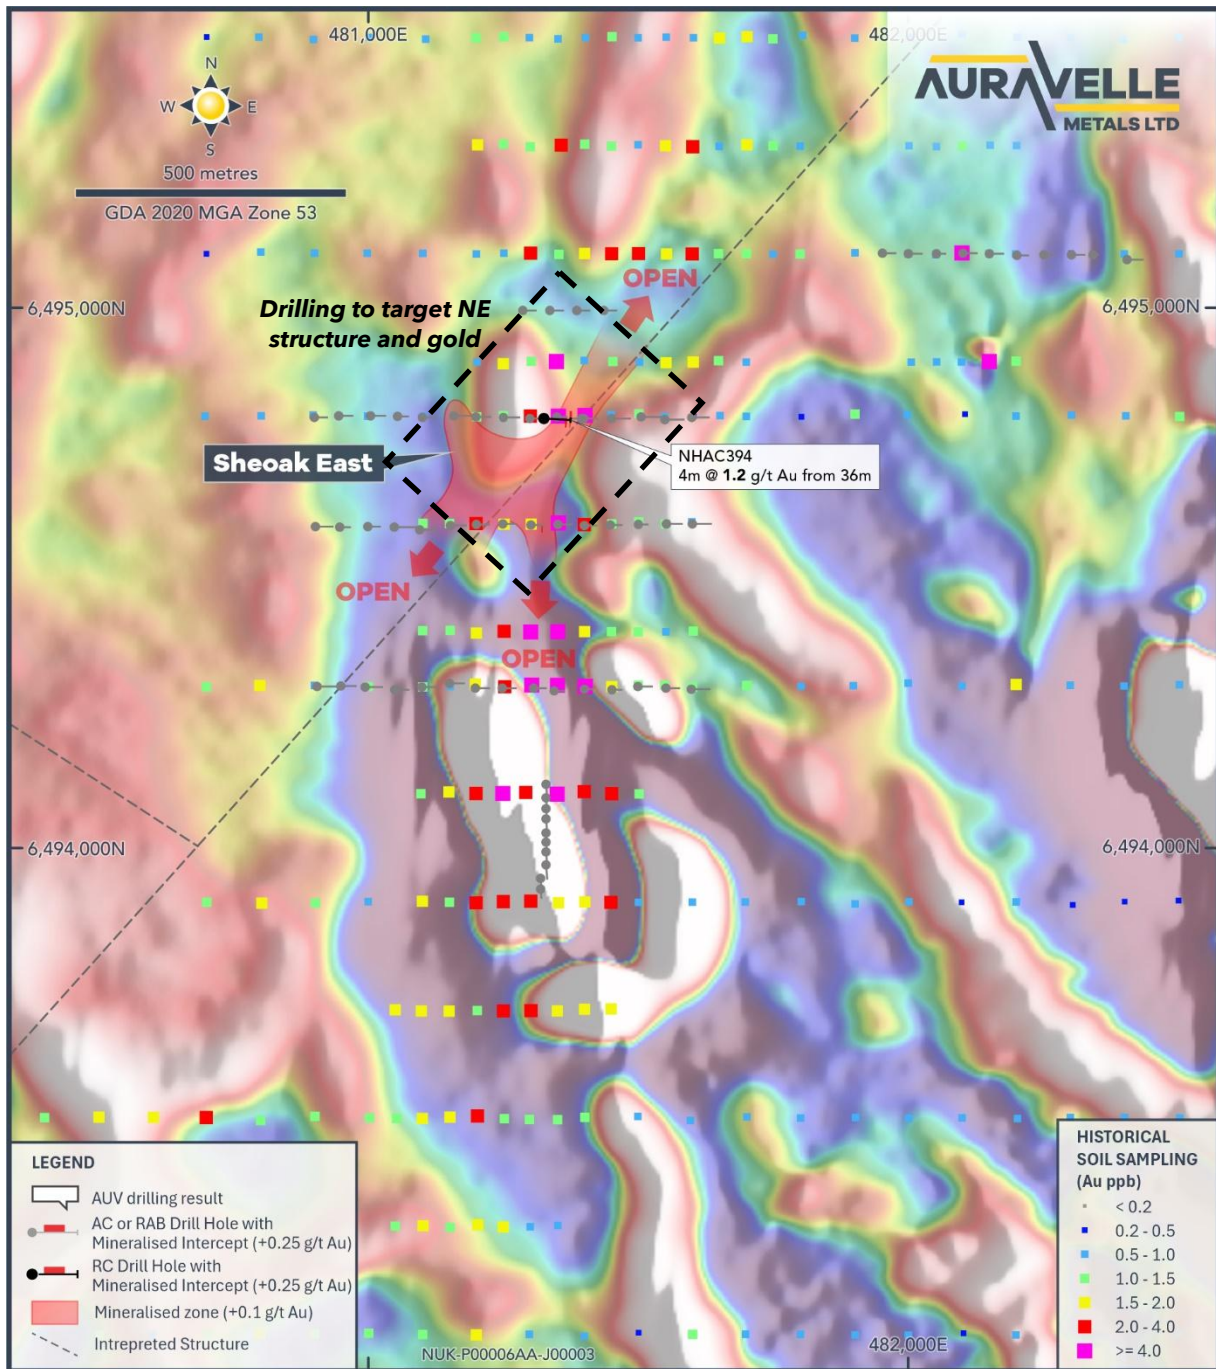 481,000E
482,000E
AURAVELLE
METALS LTD
N
W
E
S
500 metres
GDA 2020 MGA Zone 53
OPEN
6,495,000N
Drilling to target NE
structure and gold
6,495,000N
Sheoak East
NHAC394
4m @ 1.2 g/t Au from 36m
OPEN
OPEN
6,494,000N
6,494,000N
LEGEND
AUV drilling result
AC or RAB Drill Hole with
Mineralised Intercept (+0.25 g/t Au)
RC Drill Hole with
Mineralised Intercept (+0.25 g/t Au)
Mineralised zone (+0.1 g/t Au)
Intrepreted Structure
NUK-P00006AA-J00003
482,000E
HISTORICAL
SOIL SAMPLING
(Au ppb)
< 0.2
0.2 - 0.5
0.5 - 1.0
1.0 - 1.5
1.5 - 2.0
2.0 - 4.0
>= 4.0